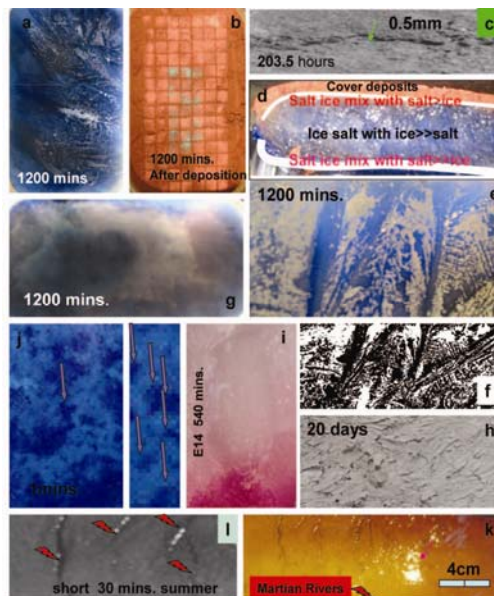 a
1200 mins
b
1200 mins.
After deposition
0.5mm
c
203.5 hours
Cover deposits
d
Salt ice mix with salt>ice
Ice salt with ice>>salt
Salt ice mix with
1200 mins.
e
1200 mins.
g
j
i
E14 540 mins.
f
20 days
h
l
short 30 mins. summer
k
4cm
Martian Rivers